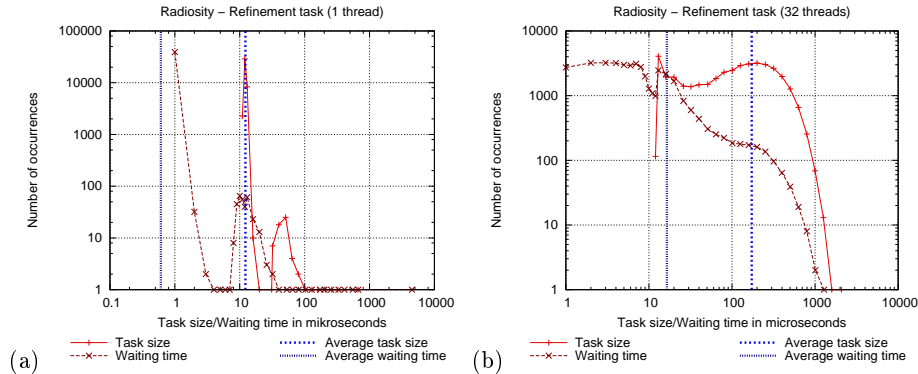 Radiosity – Refinement task (1 thread)
100000
10000
1000
100
10
1
Number of occurrences
0.1 1 10 100 1000 10000
Task size/Waiting time in mikroseconds
(a)
Task size
Waiting time
Average task size
Average waiting time
Radiosity – Refinement task (32 threads)
10000
1000
100
10
1
Number of occurrences
1 10 100 1000 10000
Task size/Waiting time in mikroseconds
(b)
Task size
Waiting time
Average task size
Average waiting time